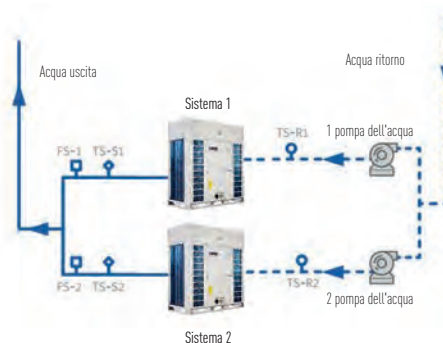 Acqua uscita
Acqua ritorno
Sistema 1
FS-1
TS-S1
TS-R1
1 pompa dell'acqua
FS-2
TS-S2
TS-R2
2 pompa dell'acqua
Sistema 2